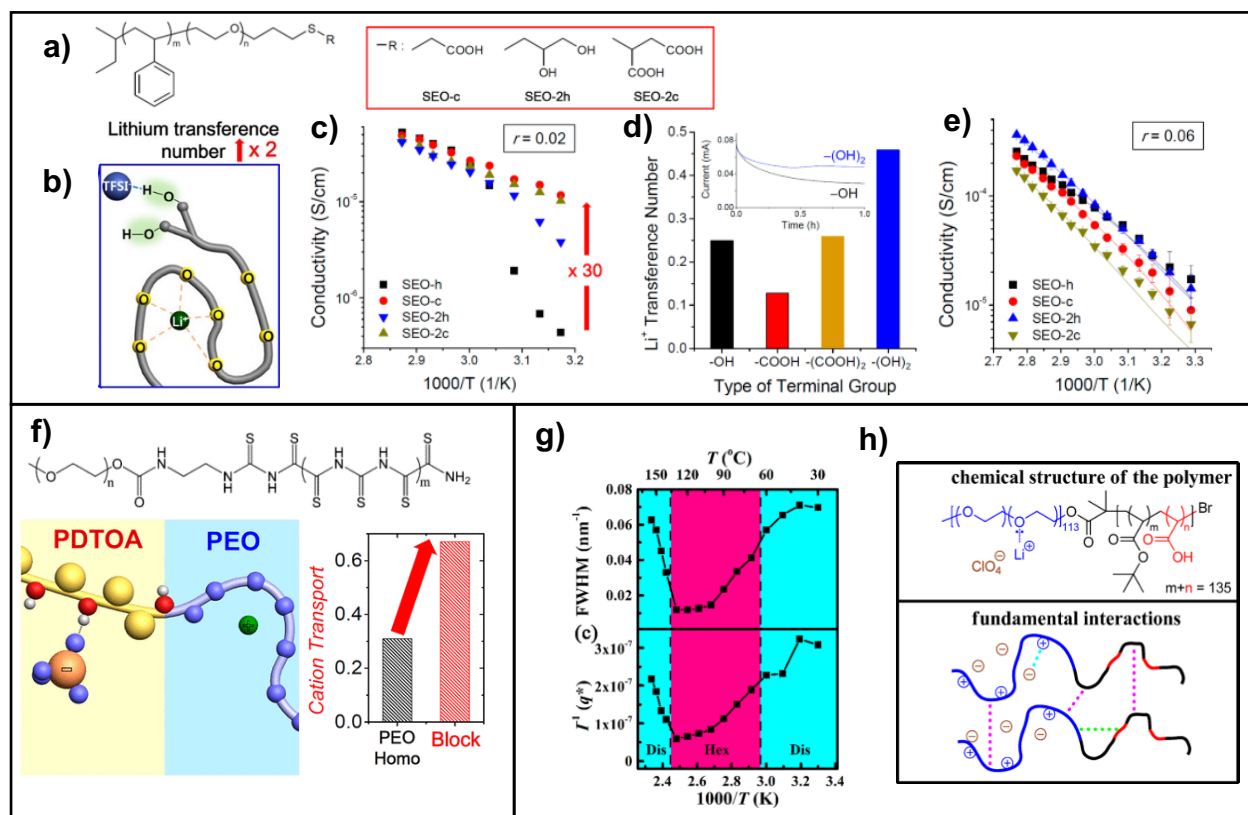 a)
m
O
n
S
R
–R :
COOH
OH
OH
COOH
COOH
SEO-c
SEO-2h
SEO-2c
Lithium transference
number x 2
b)
TFSI-
H-O
H-O
O
O
O
O
O
O
Li+
c)
r = 0.02
Conductivity (S/cm)
10-5
10-6
SEO-h
SEO-c
SEO-2h
SEO-2c
x 30
2.8 2.9 3.0 3.1 3.2
1000/T (1/K)
d)
Li+ Transference Number
0.5
0.4
0.3
0.2
0.1
0.0
Current (mA)
0.08
0.04
0.00
–(OH)2
–OH
0.0 0.5 1.0
Time (h)
-OH -COOH -(COOH)2 -(OH)2
Type of Terminal Group
e)
r = 0.06
Conductivity (S/cm)
10-4
10-5
SEO-h
SEO-c
SEO-2h
SEO-2c
2.7 2.8 2.9 3.0 3.1 3.2 3.3
1000/T (1/K)
f)
O
n
O
O
H
N
N
H
S
S
N
H
S
S
N
H
N
H
S
S
m
NH2
PDTOA
PEO
Cation Transport
0.6
0.4
0.2
0.0
PEO
Homo
Block
g)
T (°C)
150 120 90 60 30
FWHM (nm-1)
0.08
0.06
0.04
0.02
(c)
I-1 (q*)
3x10-7
2x10-7
1x10-7
Dis
Hex
Dis
2.4 2.6 2.8 3.0 3.2 3.4
1000/T (K)
h)
chemical structure of the polymer
O
O
113
O
O
m
n
Br
Li+
ClO4-
O
O
O
OH
m+n = 135
fundamental interactions